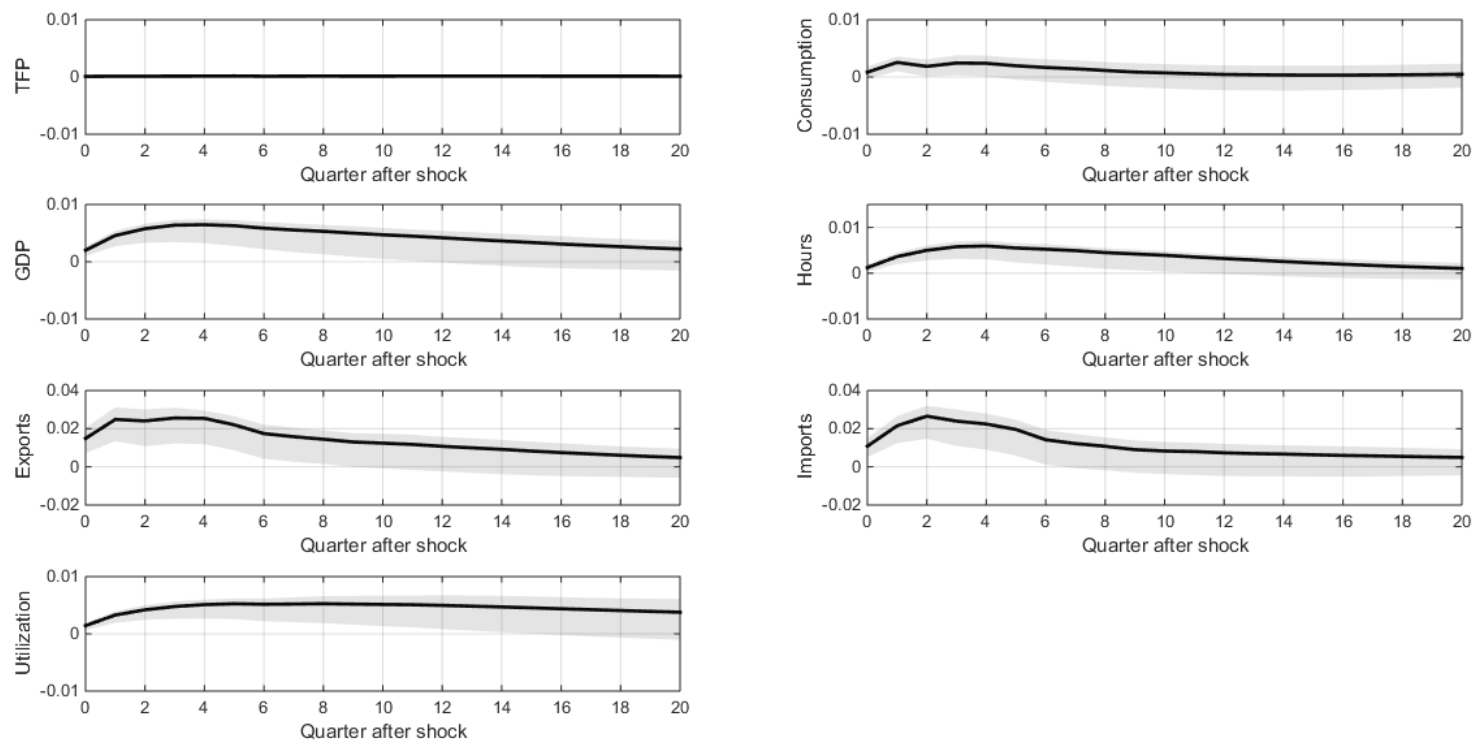 0.01
0
-0.01
TFP
0 2 4 6 8 10 12 14 16 18 20
Quarter after shock
0.01
0
-0.01
Consumption
0 2 4 6 8 10 12 14 16 18 20
Quarter after shock
0.01
0
-0.01
GDP
0 2 4 6 8 10 12 14 16 18 20
Quarter after shock
0.01
0
-0.01
Hours
0 2 4 6 8 10 12 14 16 18 20
Quarter after shock
0.04
0.02
0
-0.02
Exports
0 2 4 6 8 10 12 14 16 18 20
Quarter after shock
0.04
0.02
0
-0.02
Imports
0 2 4 6 8 10 12 14 16 18 20
Quarter after shock
0.01
0
-0.01
Utilization
0 2 4 6 8 10 12 14 16 18 20
Quarter after shock